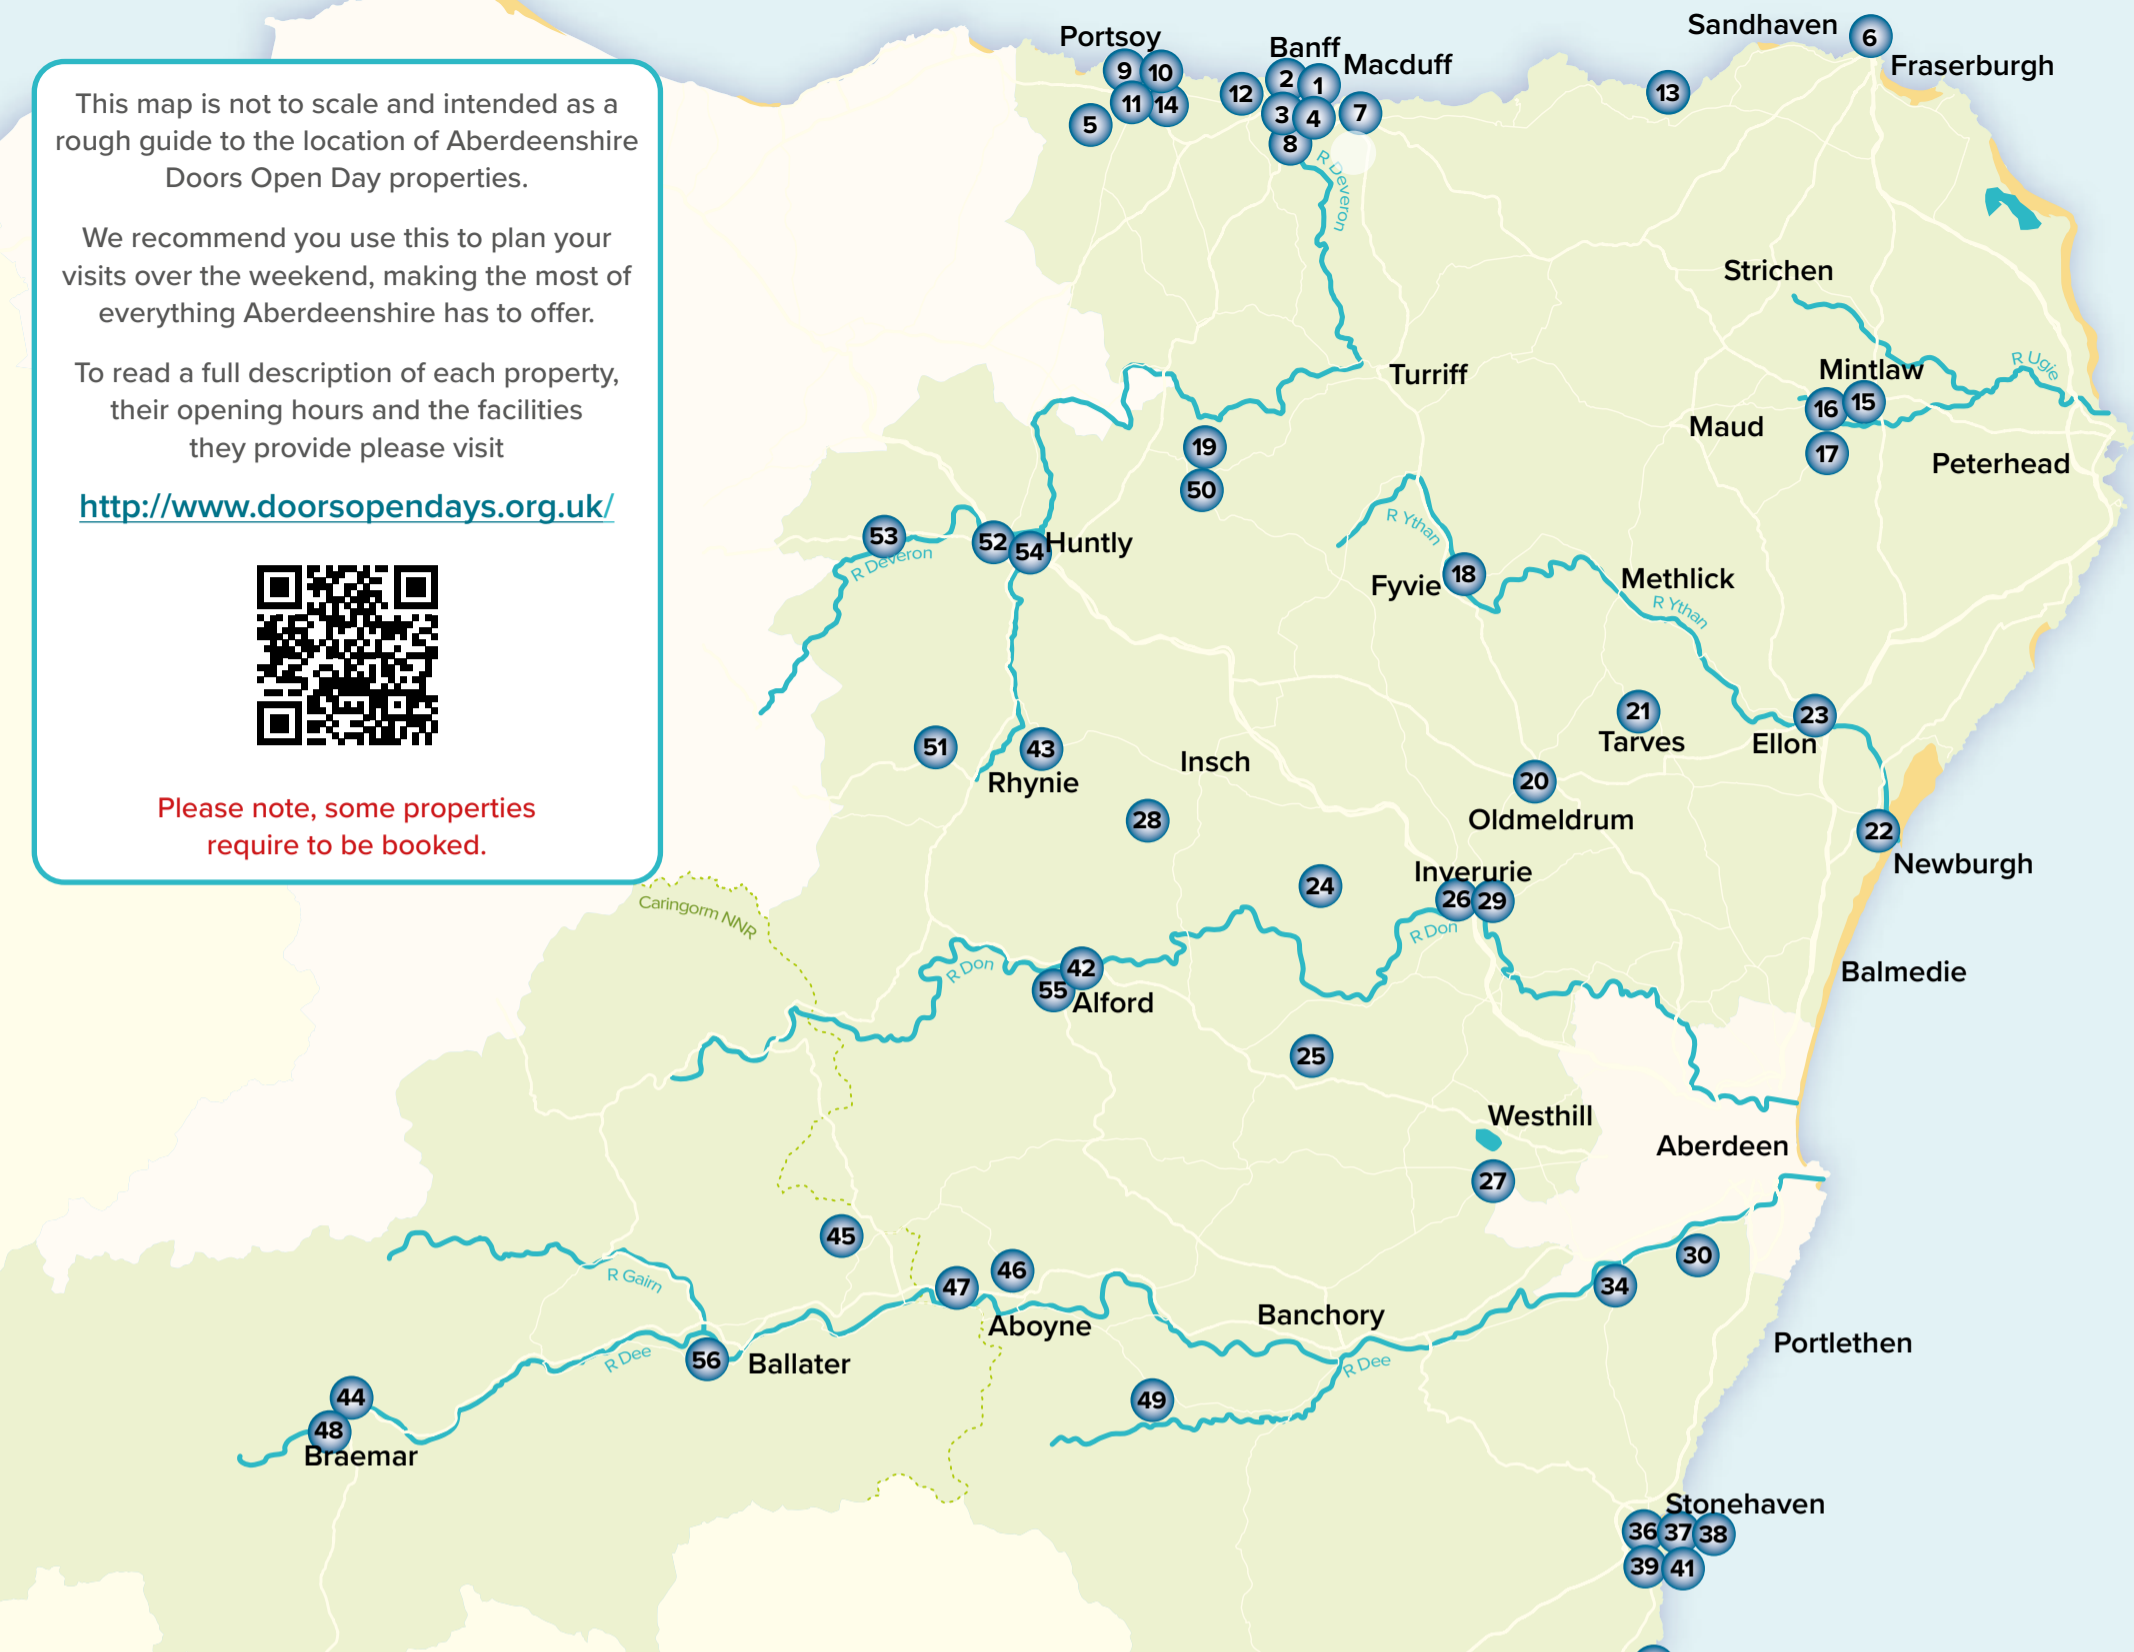 This map is not to scale and intended as a
rough guide to the location of Aberdeenshire
Doors Open Day properties.
We recommend you use this to plan your
visits over the weekend, making the most of
everything Aberdeenshire has to offer.
To read a full description of each property,
their opening hours and the facilities
they provide please visit
http://www.doorsopendays.org.uk/
Please note, some properties
require to be booked.
Sandhaven
6
Fraserburgh
Portsoy
9 10
11 14
5
Banff
Macduff
12
2 1
3 4
7
8
13
R Deveron
Strichen
Turriff
Mintlaw
R Ugie
16 15
Maud
17
Peterhead
19
50
R Ythan
53
R Deveron
52
54
Huntly
Fyvie
18
Methlick
R Ythan
51
43
Rhynie
Insch
21
Tarves
23
Ellon
20
Oldmeldrum
28
22
Newburgh
24
Inverurie
26 29
R Don
Caringorm NNR
R Don
42
55
Alford
Balmedie
25
Westhill
Aberdeen
27
45
30
R Gairn
47
46
34
Aboyne
Banchory
Portlethen
R Dee
56
Ballater
R Dee
44
48
Braemar
49
Stonehaven
36 37 38
39 41